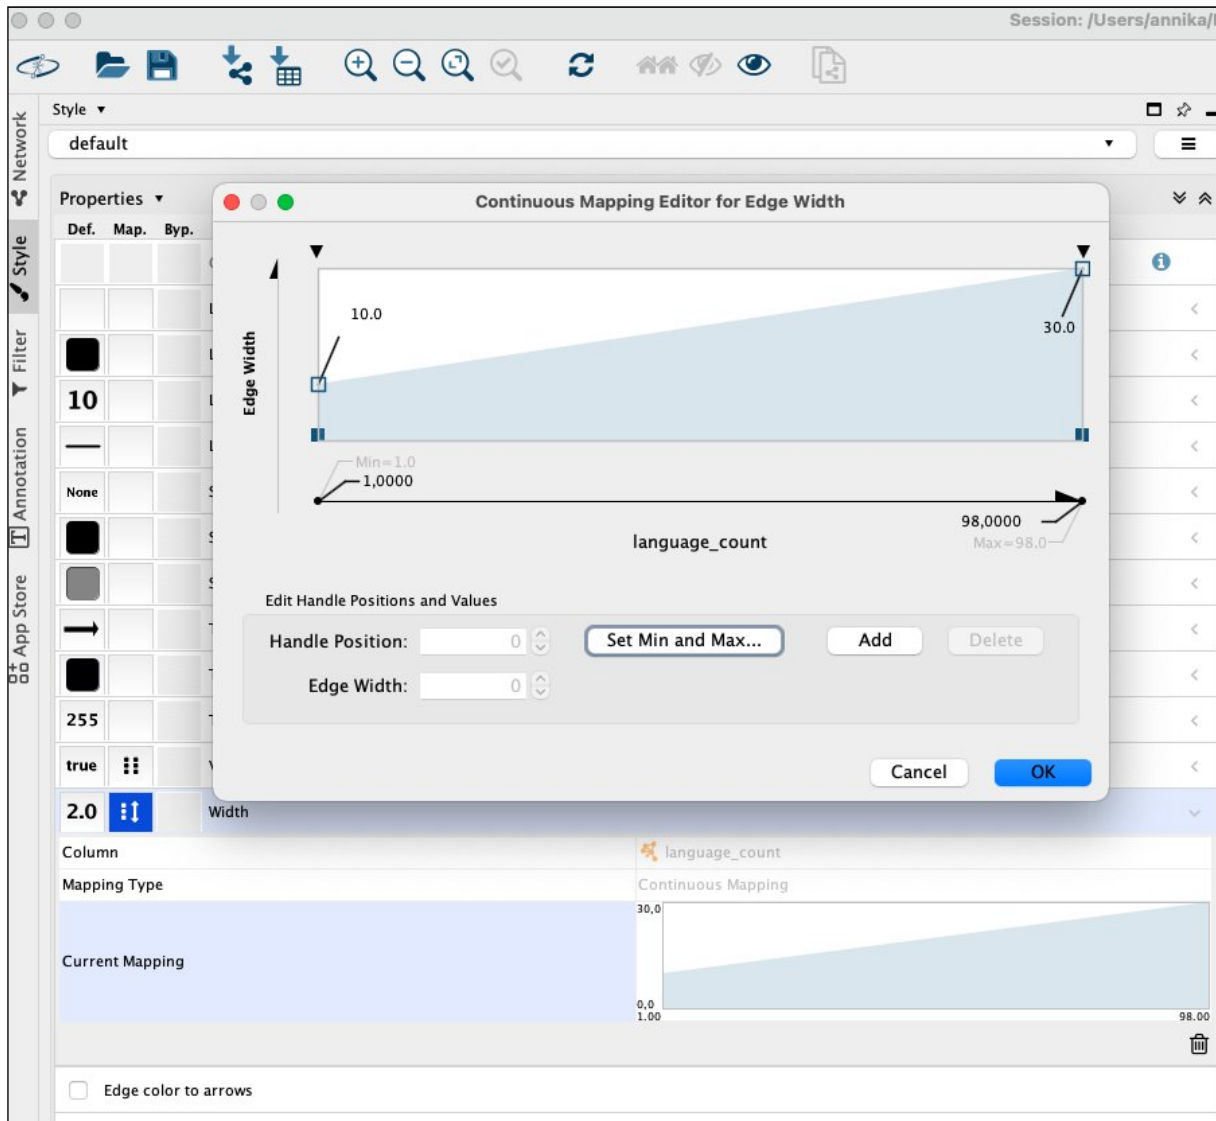 Session: /Users/annika/
Style ▼
default
Network
Style
Filter
Annotation
App Store
Properties ▼
Def. Map. Byp.
10
None
255
true
2.0 Width
Continuous Mapping Editor for Edge Width
Edge Width
10.0
30.0
Min=1.0
1,0000
98,0000
Max=98.0
language_count
Edit Handle Positions and Values
Handle Position: 0 Set Min and Max... Add Delete
Edge Width: 0
Cancel OK
Column language_count
Mapping Type Continuous Mapping
30,0
Current Mapping
0,0
1.00 98.00
Edge color to arrows